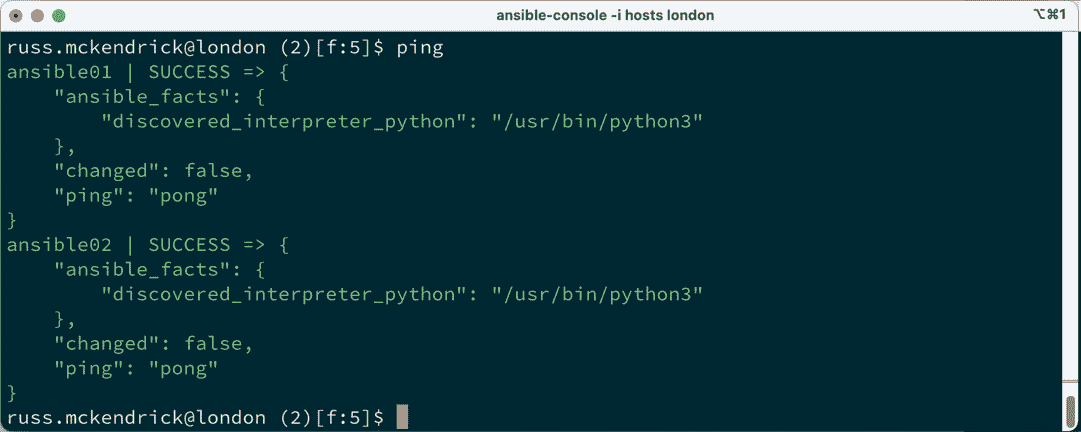 ansible-console -i hosts london
⌥⌘1
russ.mckendrick@london (2)[f:5]$ ping
ansible01 | SUCCESS => {
    "ansible_facts": {
        "discovered_interpreter_python": "/usr/bin/python3"
    },
    "changed": false,
    "ping": "pong"
}
ansible02 | SUCCESS => {
    "ansible_facts": {
        "discovered_interpreter_python": "/usr/bin/python3"
    },
    "changed": false,
    "ping": "pong"
}
russ.mckendrick@london (2)[f:5]$